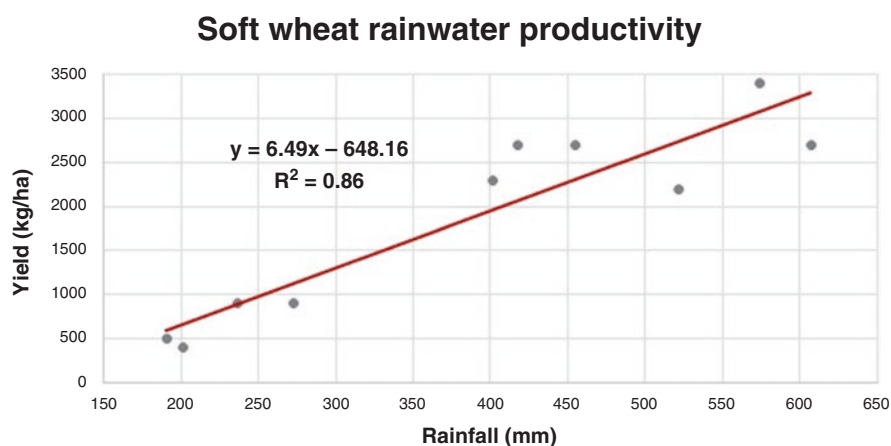 Soft wheat rainwater productivity
3500
3000
2500
2000
1500
1000
500
0
Yield (kg/ha)
y = 6.49x – 648.16
R² = 0.86
150 200 250 300 350 400 450 500 550 600 650
Rainfall (mm)